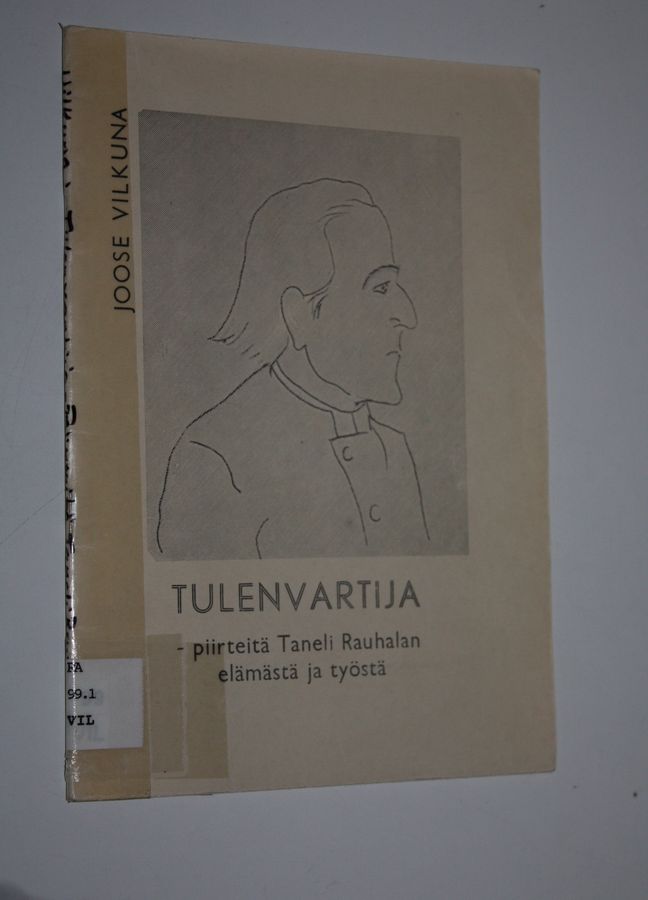 JOOSE VILKUNA
TULENVARTIJA
- piirteitä Taneli Rauhalan
elämästä ja työstä
FA
99.1
VIL